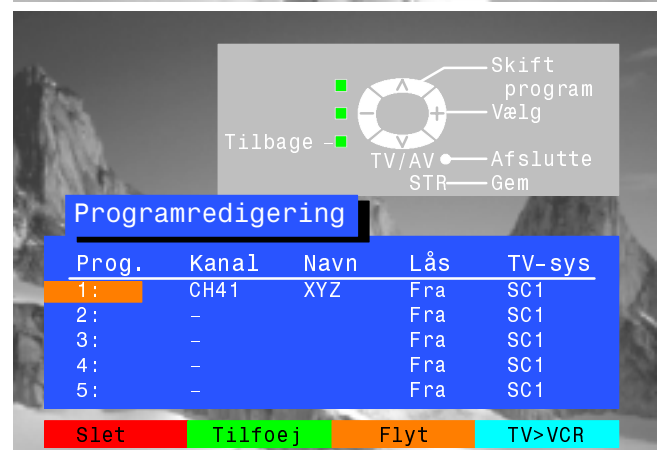 Skift
program
Vælg
Tilbage
TV/AV Afslutte
STR Gem
Programredigering
Prog. Kanal Navn Lås TV-sys
1: CH41 XYZ Fra SC1
2: – Fra SC1
3: – Fra SC1
4: – Fra SC1
5: – Fra SC1
Slet Tilfoej Flyt TV>VCR